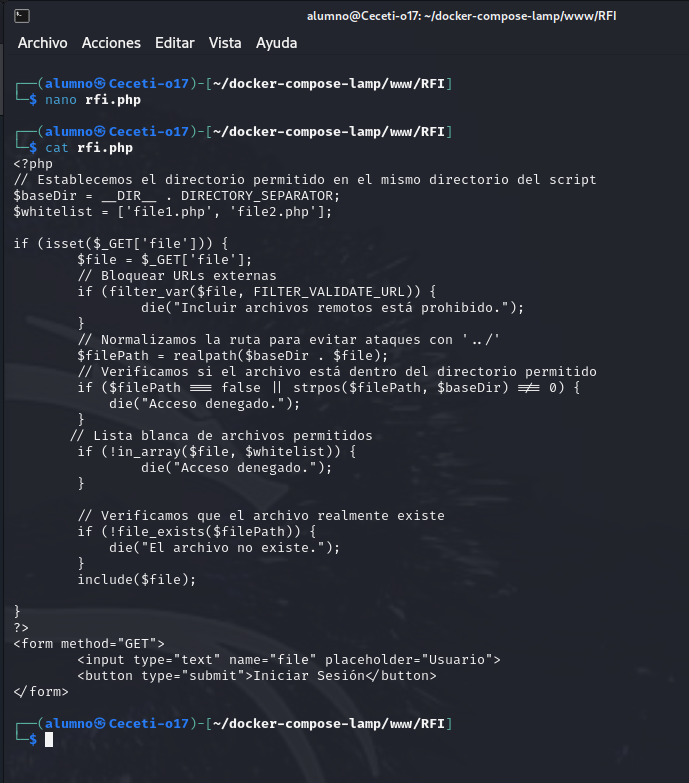 alumno@Ceceti-o17: ~/docker-compose-lamp/www/RFI
Archivo Acciones Editar Vista Ayuda
┌──(alumno㉿Ceceti-o17)-[~/docker-compose-lamp/www/RFI]
└─$ nano rfi.php
┌──(alumno㉿Ceceti-o17)-[~/docker-compose-lamp/www/RFI]
└─$ cat rfi.php
<?php
// Establecemos el directorio permitido en el mismo directorio del script
$baseDir = __DIR__ . DIRECTORY_SEPARATOR;
$whitelist = ['file1.php', 'file2.php'];

if (isset($_GET['file'])) {
        $file = $_GET['file'];
        // Bloquear URLs externas
        if (filter_var($file, FILTER_VALIDATE_URL)) {
                die("Incluir archivos remotos está prohibido.");
        }
        // Normalizamos la ruta para evitar ataques con '../'
        $filePath = realpath($baseDir . $file);
        // Verificamos si el archivo está dentro del directorio permitido
        if ($filePath === false || strpos($filePath, $baseDir) !== 0) {
            die("Acceso denegado.");
        }
       // Lista blanca de archivos permitidos
        if (!in_array($file, $whitelist)) {
                die("Acceso denegado.");
        }

        // Verificamos que el archivo realmente existe
        if (!file_exists($filePath)) {
            die("El archivo no existe.");
        }
        include($file);

}
?>
<form method="GET">
        <input type="text" name="file" placeholder="Usuario">
        <button type="submit">Iniciar Sesión</button>
</form>

┌──(alumno㉿Ceceti-o17)-[~/docker-compose-lamp/www/RFI]
└─$